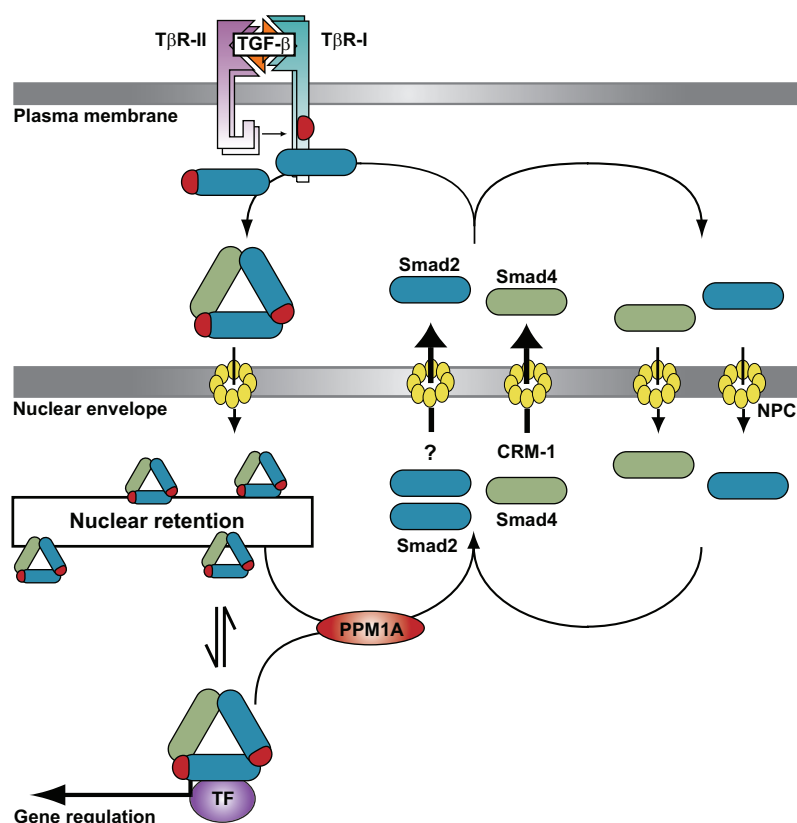 TβR-II
TGF-β
TβR-I
Plasma membrane
Smad2
Smad4
Nuclear envelope
NPC
?
CRM-1
Nuclear retention
Smad2
Smad4
PPM1A
TF
Gene regulation